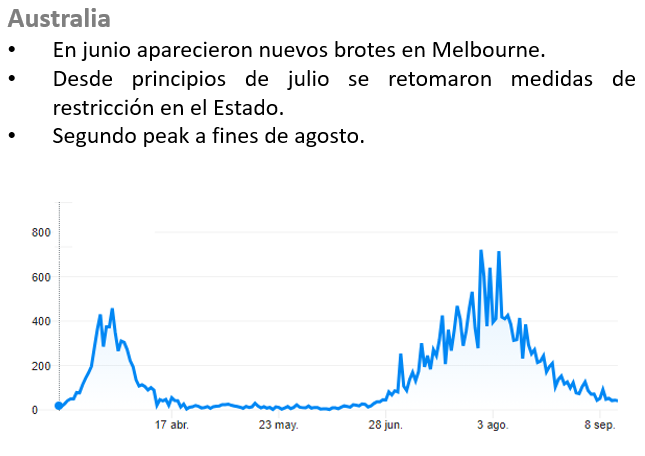 Australia
• En junio aparecieron nuevos brotes en Melbourne.
• Desde principios de julio se retomaron medidas de
restricción en el Estado.
• Segundo peak a fines de agosto.
800
600
400
200
0
17 abr. 23 may. 28 jun. 3 ago. 8 sep.